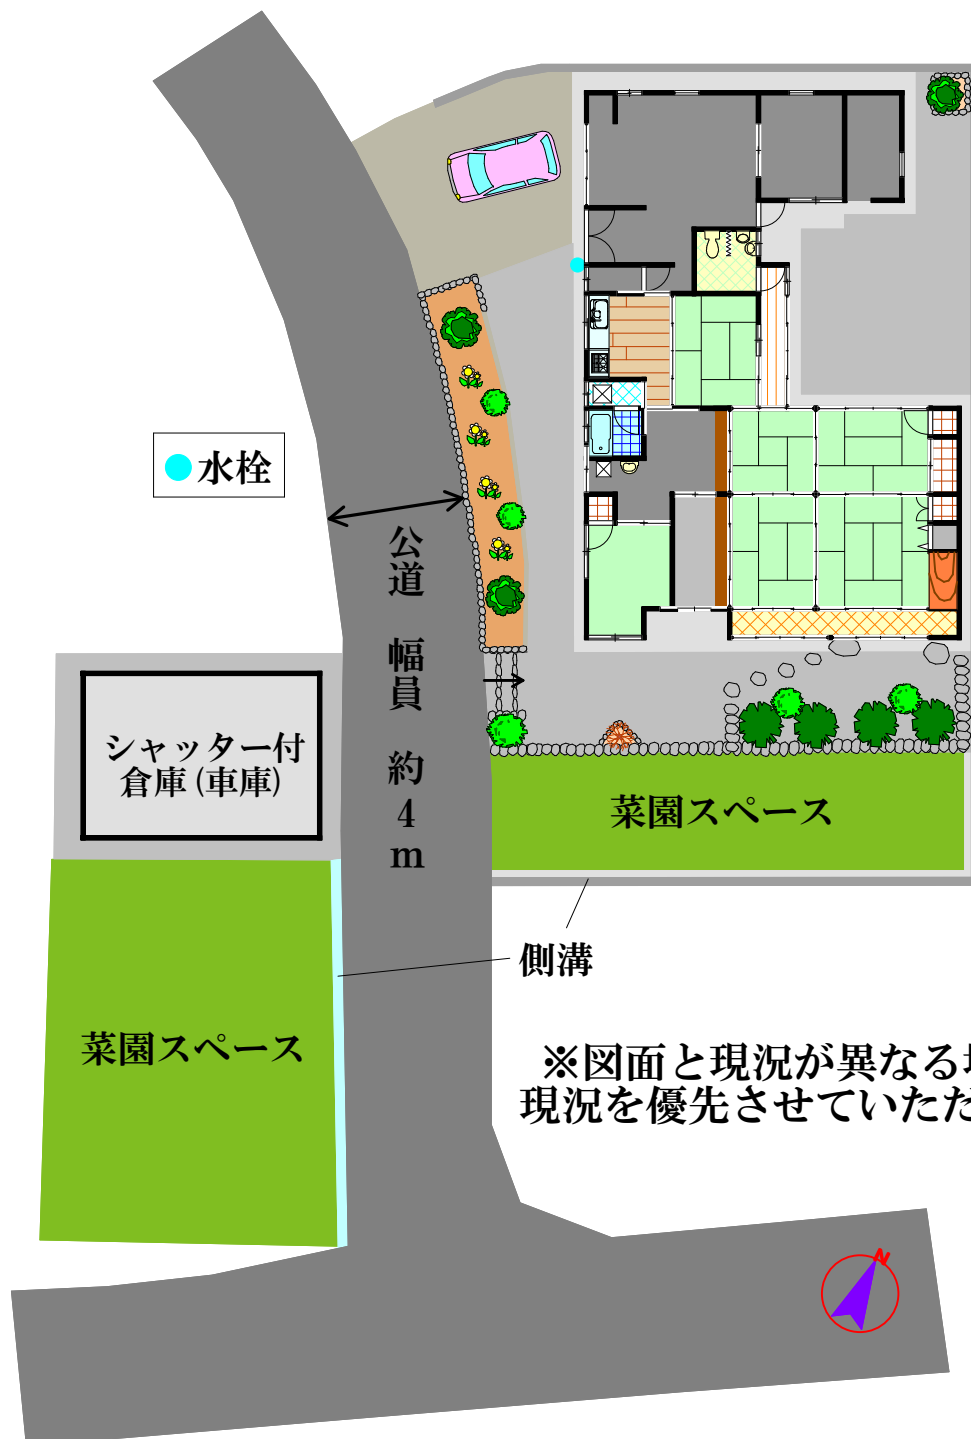 水栓
公道 幅員 約4m
シャッター付
倉庫(車庫)
菜園スペース
側溝
菜園スペース
※図面と現況が異なる
現況を優先させていただ
N